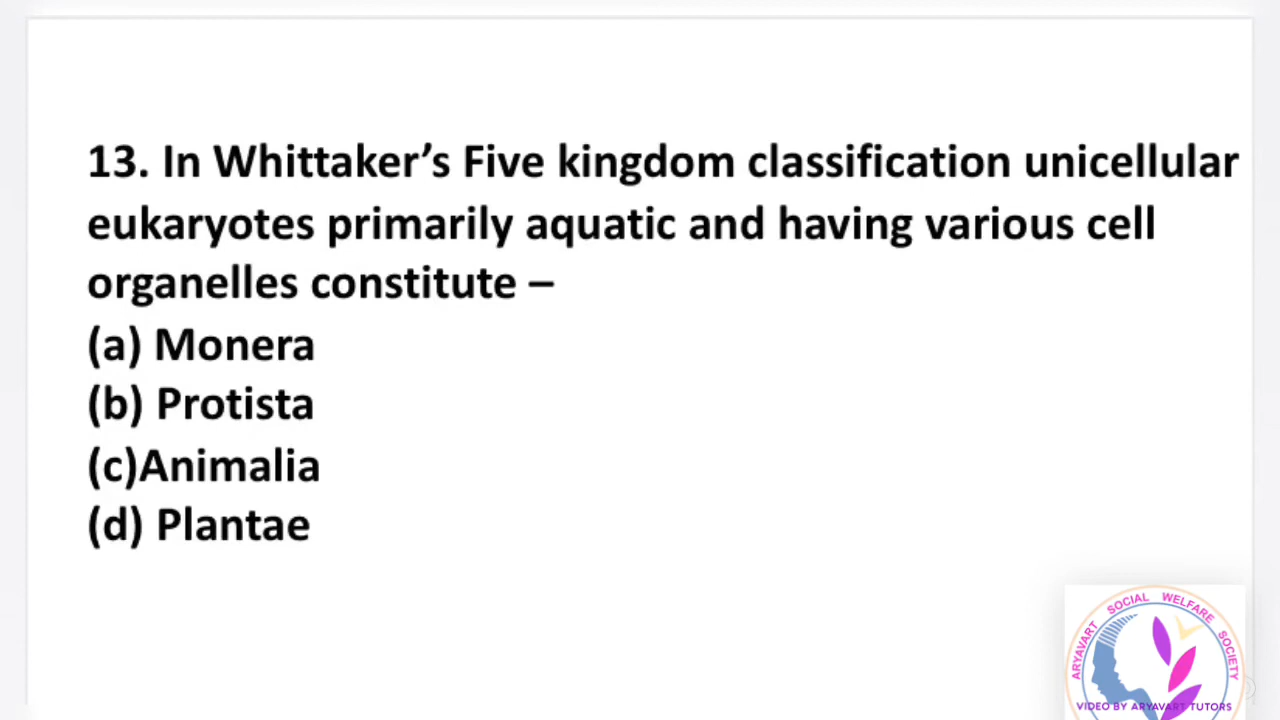 13. In Whittaker’s Five kingdom classification unicellular
eukaryotes primarily aquatic and having various cell
organelles constitute –
(a) Monera
(b) Protista
(c)Animalia
(d) Plantae
ARYAVART SOCIAL WELFARE SOCIETY
VIDEO BY ARYAVART TUTORS